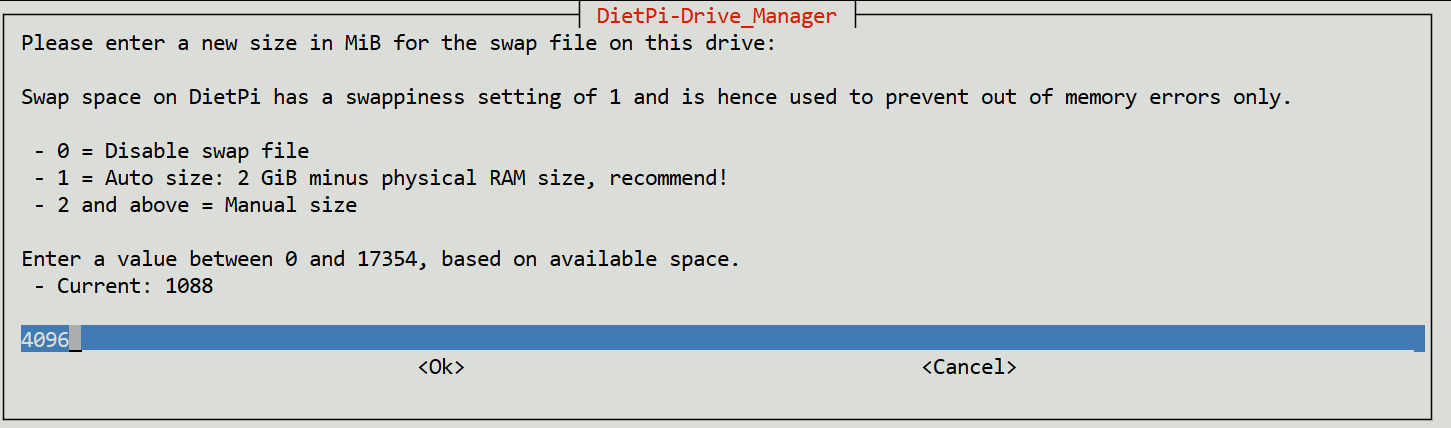 DietPi-Drive_Manager
Please enter a new size in MiB for the swap file on this drive:
Swap space on DietPi has a swappiness setting of 1 and is hence used to prevent out of memory errors only.
- 0 = Disable swap file
- 1 = Auto size: 2 GiB minus physical RAM size, recommend!
- 2 and above = Manual size
Enter a value between 0 and 17354, based on available space.
- Current: 1088
4096_
<Ok> <Cancel>